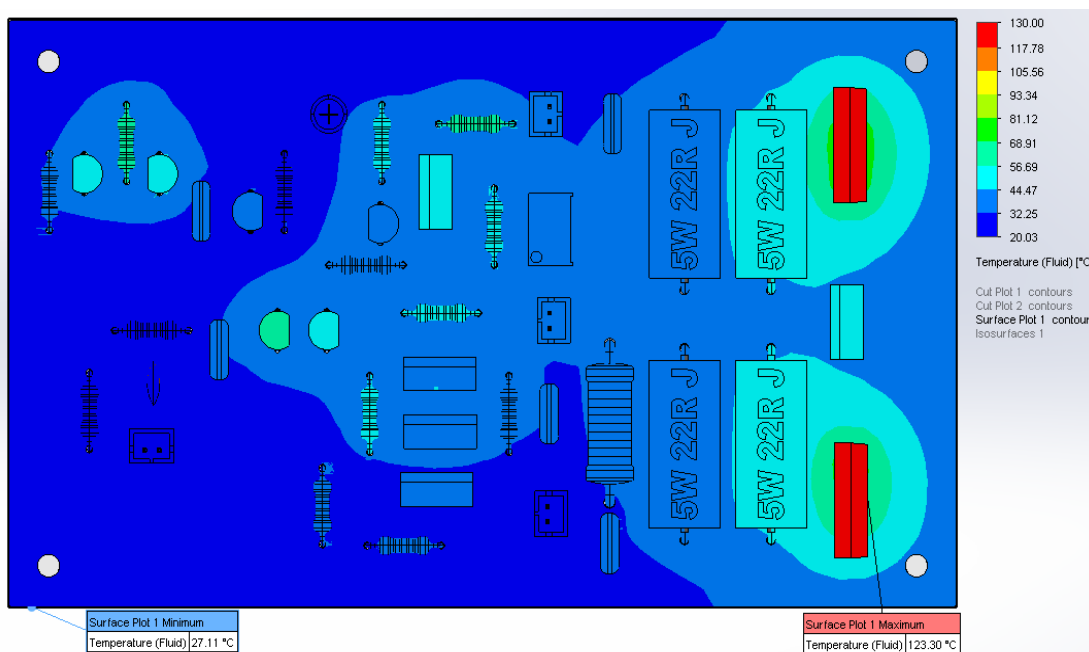 130.00
117.78
105.56
93.34
81.12
68.91
56.69
44.47
32.25
20.03
Temperature (Fluid) [°C
Cut Plot 1 contours
Cut Plot 2 contours
Surface Plot 1 contour
Isosurfaces 1
5W 22R J
5W 22R J
5W 22R J
5W 22R J
Surface Plot 1 Minimum
Temperature (Fluid) 27.11 °C
Surface Plot 1 Maximum
Temperature (Fluid) 123.30 °C